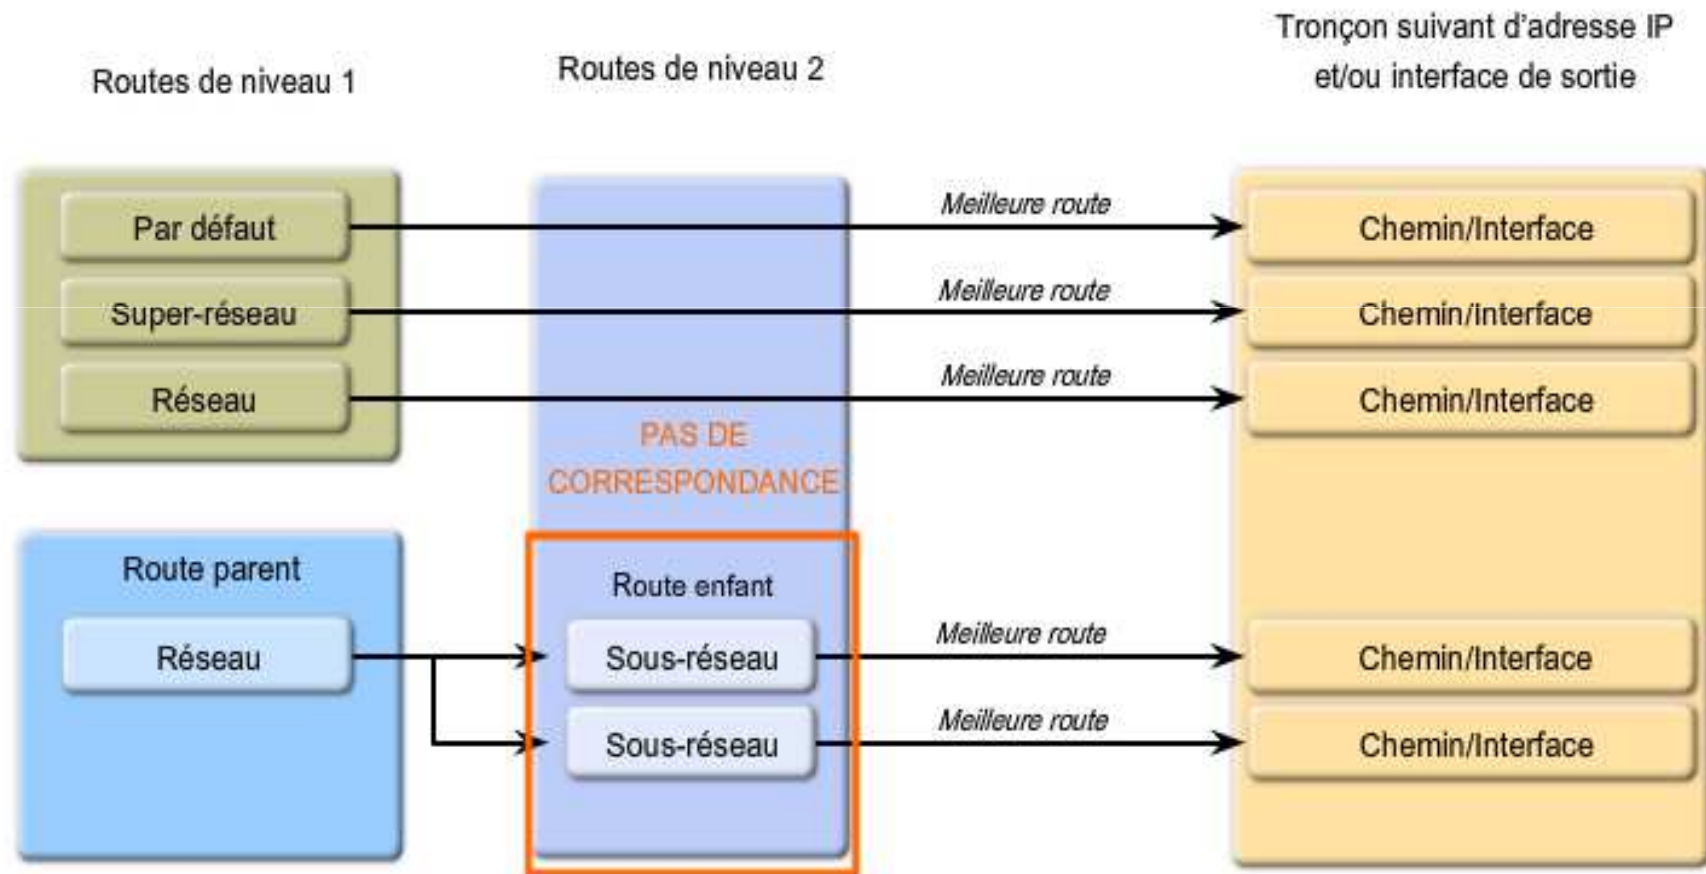 Routes de niveau 1
Routes de niveau 2
Tronçon suivant d'adresse IP
et/ou interface de sortie
Par défaut
Meilleure route
Chemin/Interface
Super-réseau
Meilleure route
Chemin/Interface
Réseau
Meilleure route
Chemin/Interface
PAS DE
CORRESPONDANCE
Route parent
Route enfant
Réseau
Sous-réseau
Meilleure route
Chemin/Interface
Sous-réseau
Meilleure route
Chemin/Interface